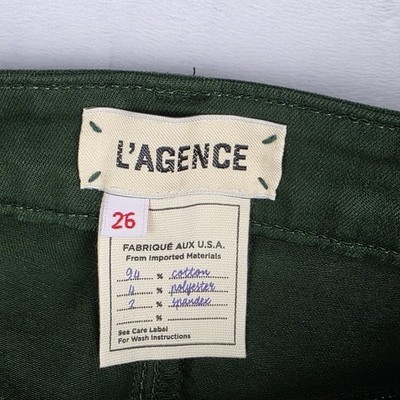 L'AGENCE
26
FABRIQUÉ AUX U.S.A.
From Imported Materials
94 % cotton
4 % polyester
2 % spandex
%
See Care Label
For Wash Instructions